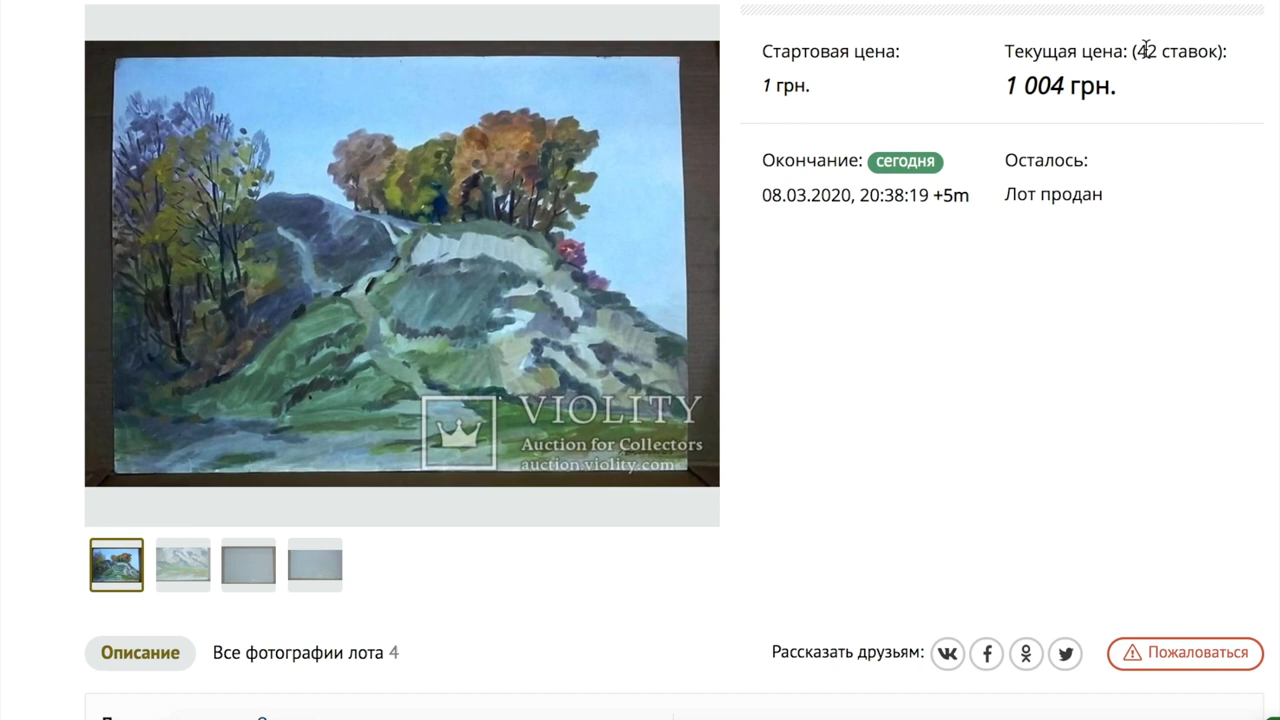 Стартовая цена:
Текущая цена: (42 ставок):
1 грн.
1 004 грн.
Окончание: сегодня
Осталось:
08.03.2020, 20:38:19 +5m
Лот продан
VIOLITY
Auction for Collectors
auction.violity.com
Описание
Все фотографии лота 4
Рассказать друзьям:
Пожаловаться